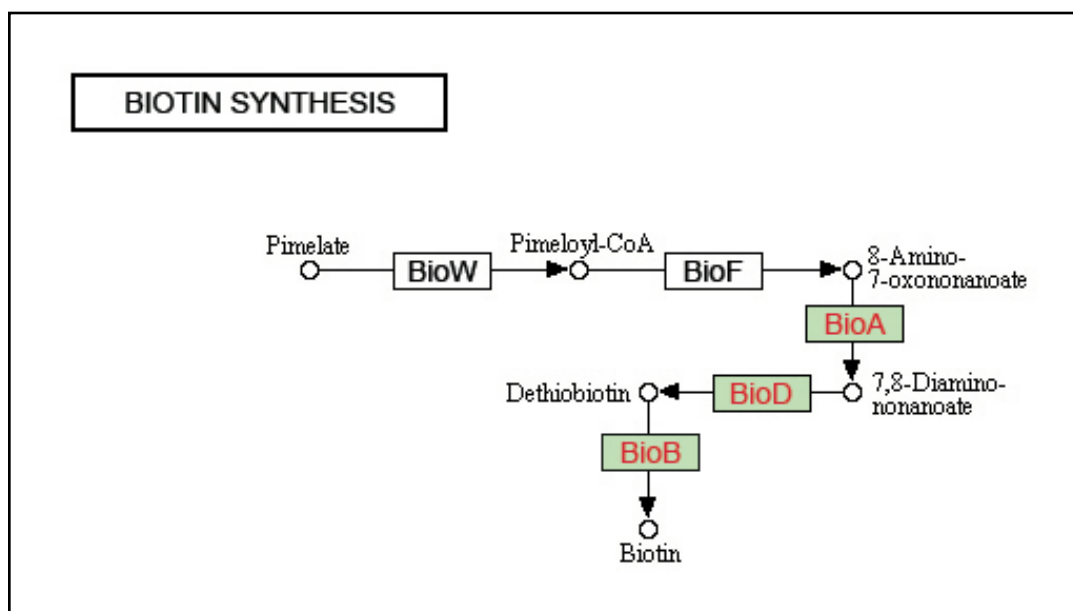 BIOTIN SYNTHESIS
Pimelate
BioW
Pimeloyl-CoA
BioF
8-Amino-
7-oxononanoate
BioA
7,8-Diamino-
nonanoate
BioD
Dethiobiotin
BioB
Biotin